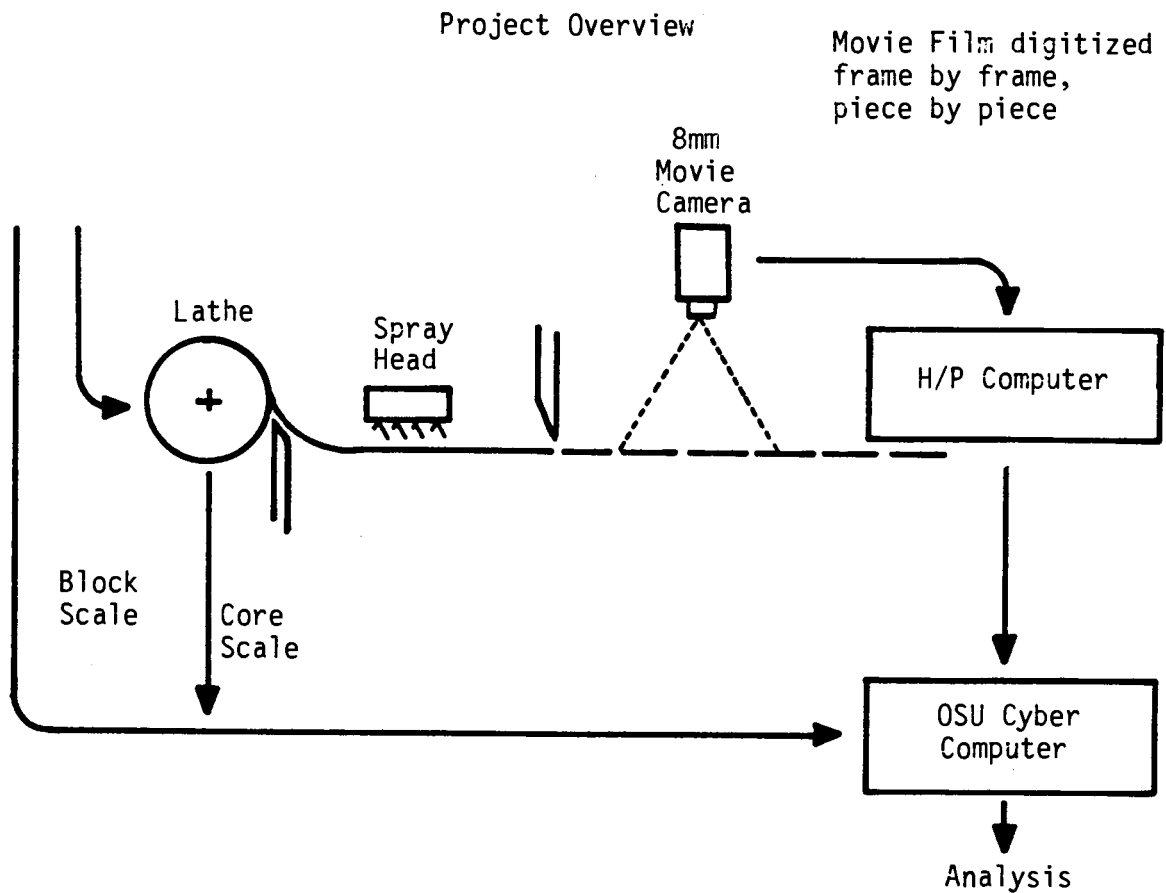 Project Overview
Movie Film digitized
frame by frame,
piece by piece
8mm
Movie
Camera
Lathe
Spray
Head
H/P Computer
Block
Scale
Core
Scale
OSU Cyber
Computer
Analysis